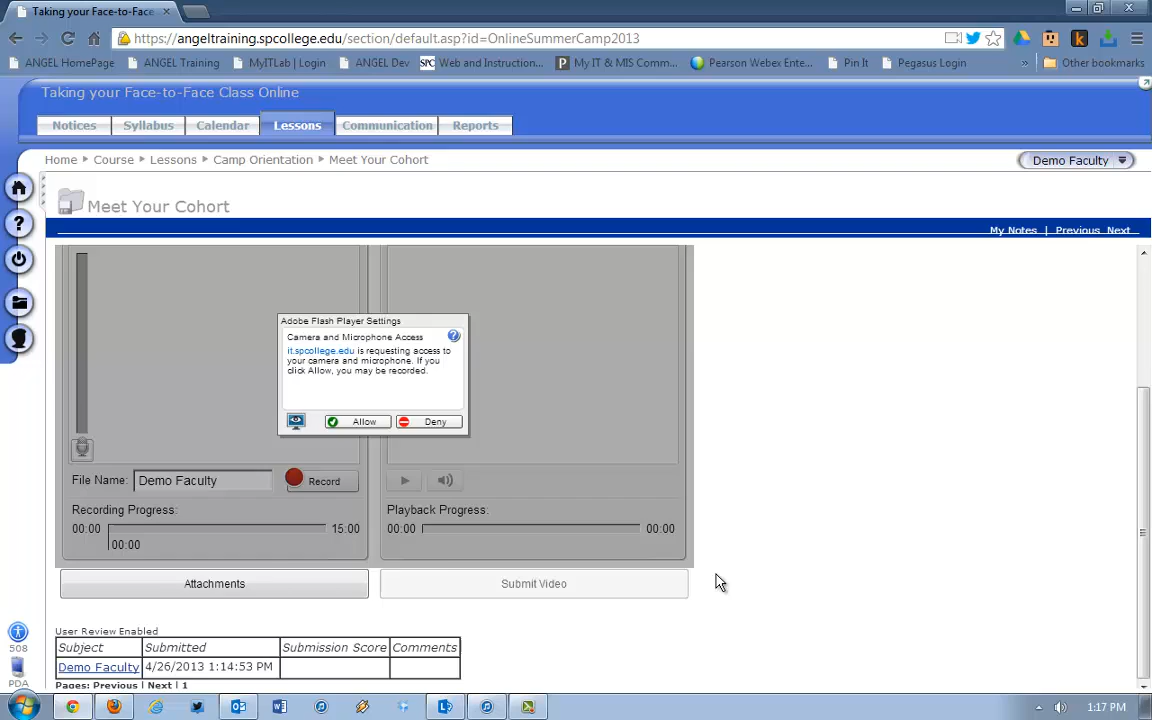 Taking your Face-to-Face
https://angeltraining.spcollege.edu/section/default.asp?id=OnlineSummerCamp2013
ANGEL HomePage ANGEL Training MyITLab | Login ANGEL Dev SPC Web and Instruction... P My IT & MIS Comm... Pearson Webex Ente... Pin It Pegasus Login » Other bookmarks
Taking your Face-to-Face Class Online
Notices Syllabus Calendar Lessons Communication Reports
Home Course Lessons Camp Orientation Meet Your Cohort Demo Faculty
Meet Your Cohort
My Notes | Previous Next
Adobe Flash Player Settings
Camera and Microphone Access
it.spcollege.edu is requesting access to
your camera and microphone. If you
click Allow, you may be recorded.
Allow Deny
File Name: Demo Faculty Record
Recording Progress: Playback Progress:
00:00 15:00 00:00 00:00
00:00
Attachments Submit Video
User Review Enabled
Subject Submitted Submission Score Comments
Demo Faculty 4/26/2013 1:14:53 PM
Pages: Previous | Next | 1
508
PDA
1:17 PM